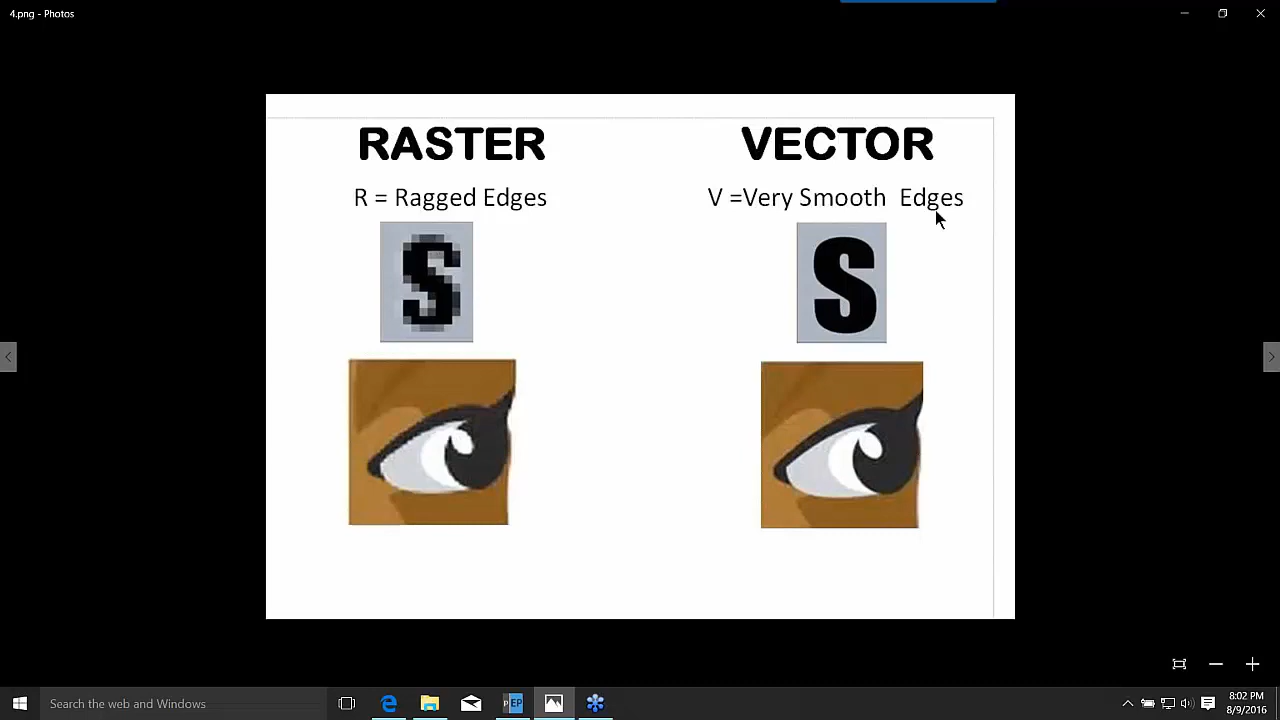 4.png - Photos
RASTER
VECTOR
R = Ragged Edges
V =Very Smooth  Edges
S
S
Search the web and Windows
EP
8:02 PM
8/9/2016